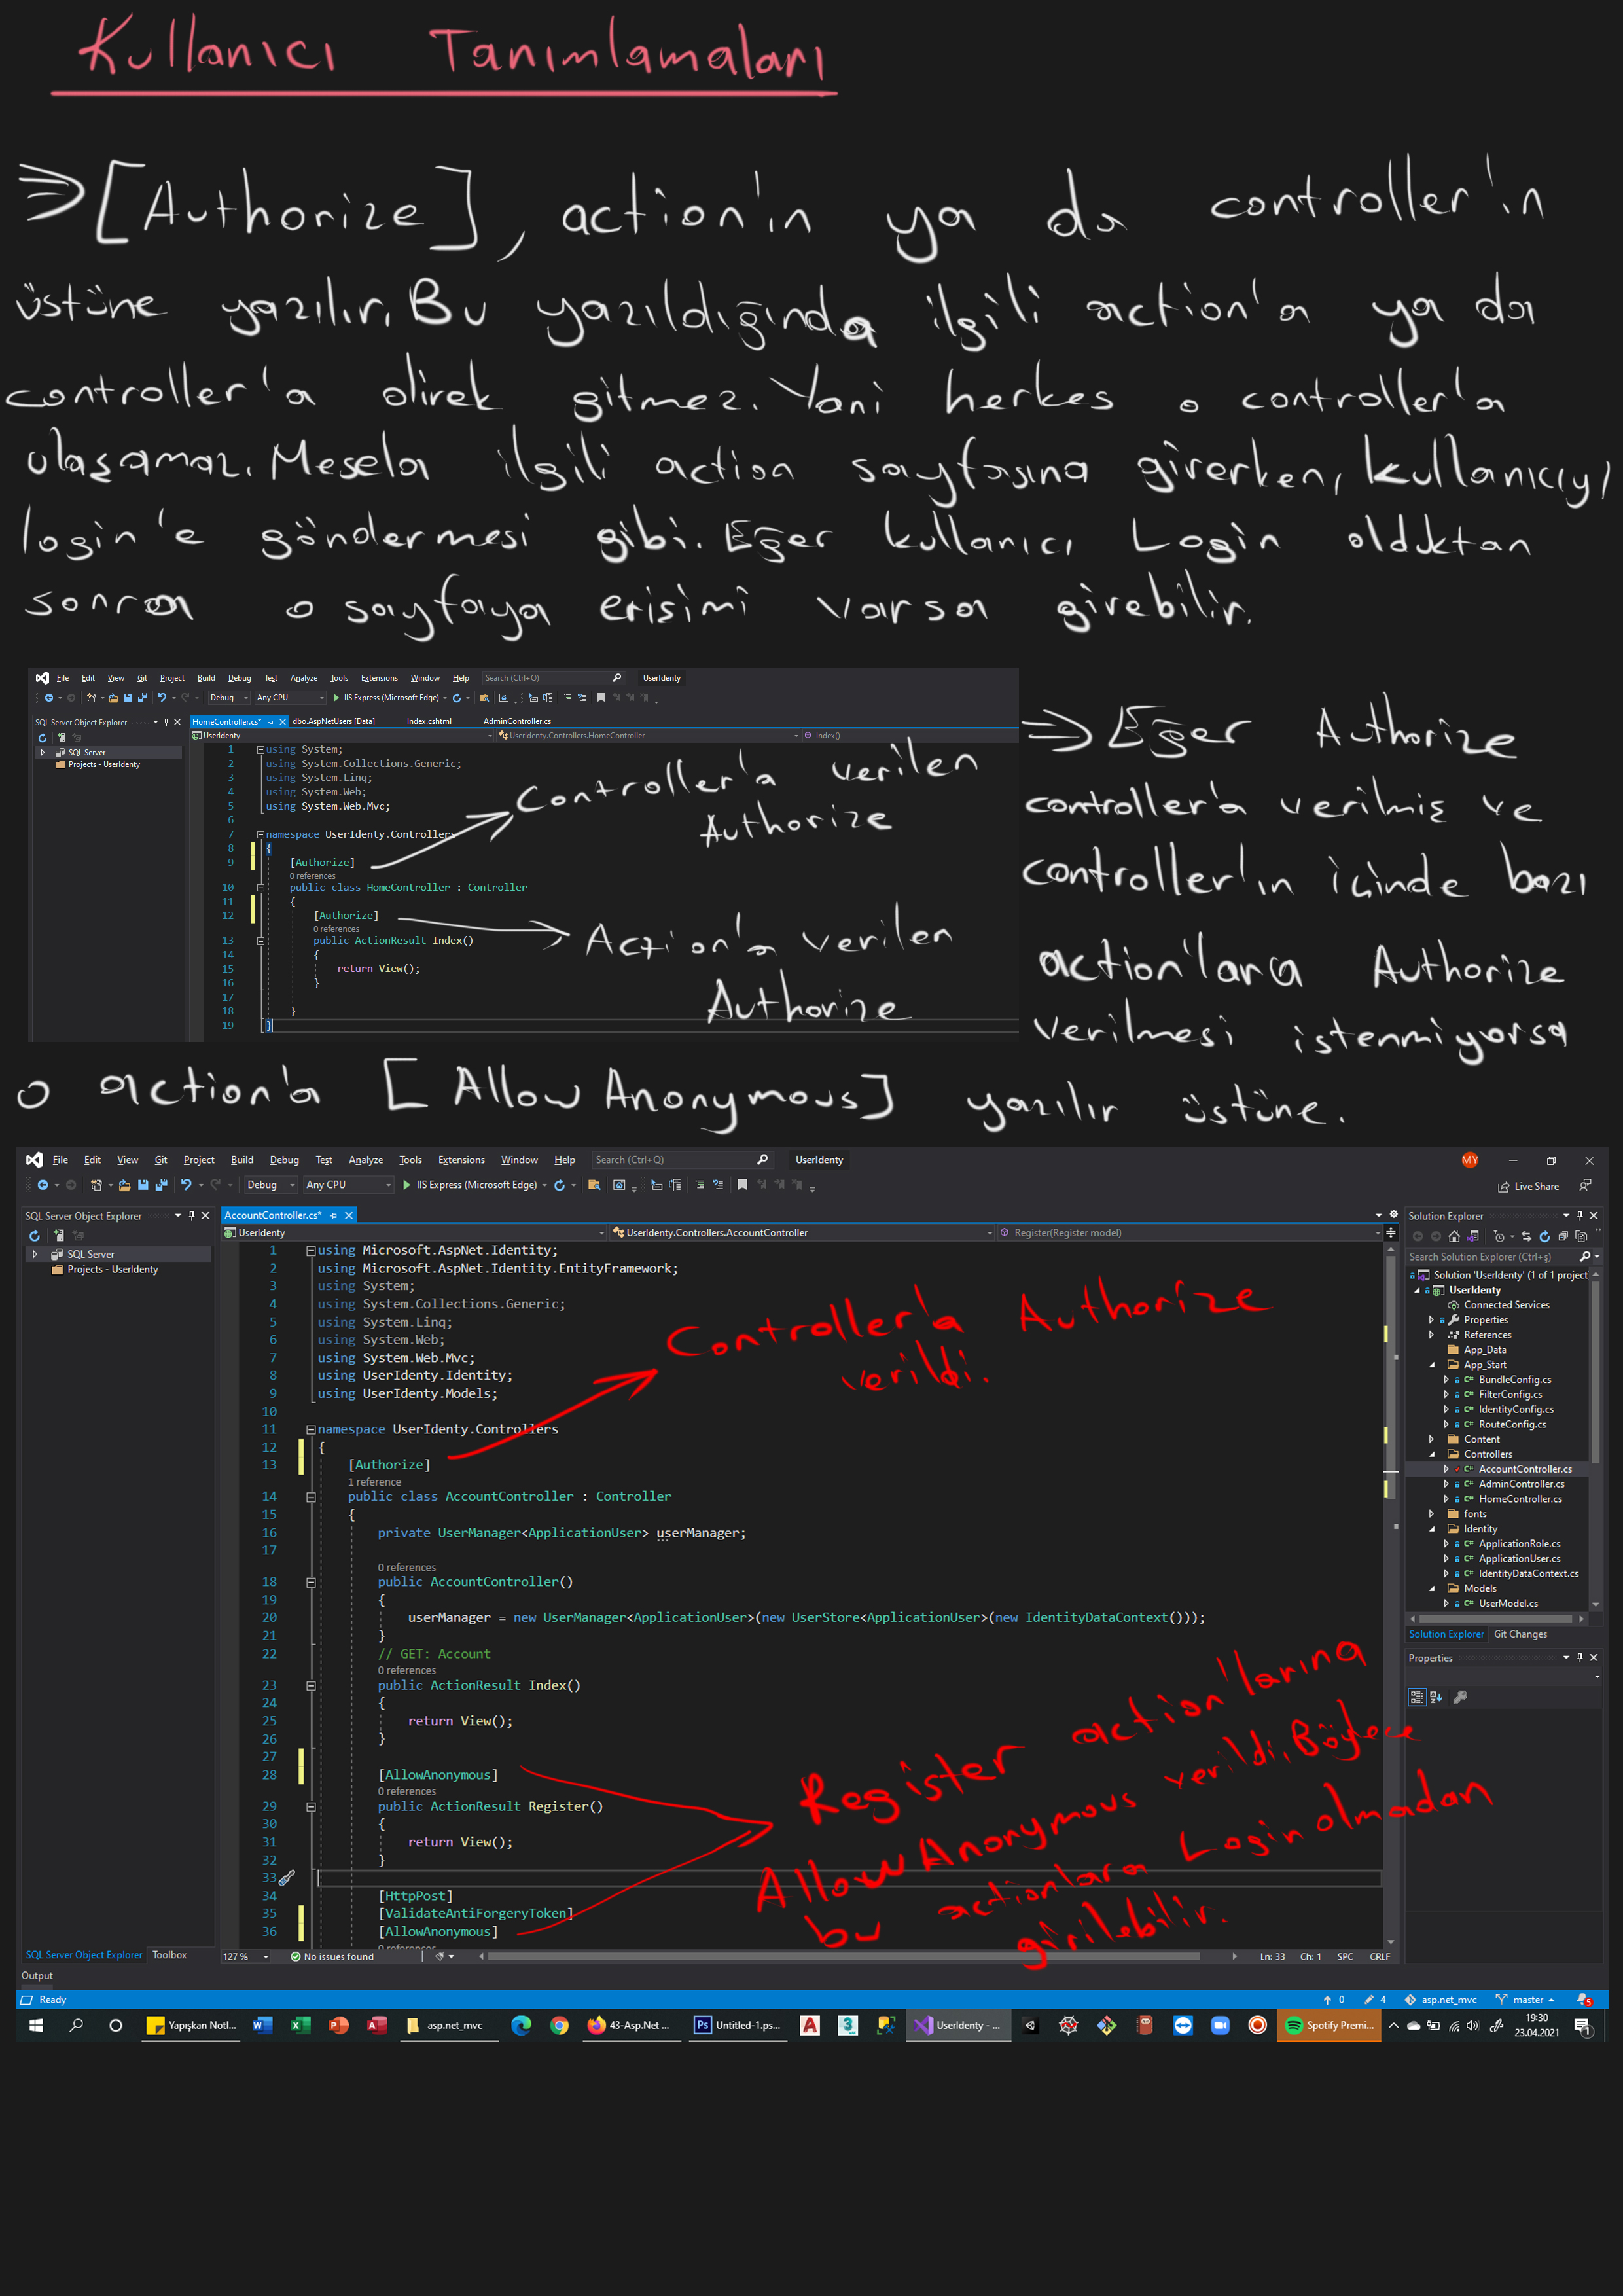 Kullanıcı Tanımlamaları
⇒[Authorize], action'ın ya da controller'ın
üstüne yazılır. Bu yazıldığında ilgili action'a ya da
controller'a direk gitmez. Yani herkes o controller'a
ulaşamaz. Mesela ilgili action sayfasına girerken, kullanıcıyı
login'e göndermesi gibi. Eğer kullanıcı Login olduktan
sonra o sayfaya erişimi varsa girebilir.
File Edit View Git Project Build Debug Test Analyze Tools Extensions Window Help Search (Ctrl+Q) UserIdenty
Debug Any CPU IIS Express (Microsoft Edge)
SQL Server Object Explorer
HomeController.cs* dbo.AspNetUsers [Data] Index.cshtml AdminController.cs
UserIdenty UserIdenty.Controllers.HomeController Index()
SQL Server
Projects - UserIdenty
1 using System;
2 using System.Collections.Generic;
3 using System.Linq;
4 using System.Web;
5 using System.Web.Mvc;
6
7 namespace UserIdenty.Controllers
8 {
9 [Authorize]
0 references
10 public class HomeController : Controller
11 {
12 [Authorize]
0 references
13 public ActionResult Index()
14 {
15 return View();
16 }
17
18 }
19 }
Controller'a verilen
Authorize
Action'a verilen
Authorize
⇒ Eğer Authorize
controller'a verilmiş ve
controller'ın içinde bazı
action'lara Authorize
verilmesi istenmiyorsa
o action'a [AllowAnonymous] yazılır üstüne.
File Edit View Git Project Build Debug Test Analyze Tools Extensions Window Help Search (Ctrl+Q) UserIdenty MY
Debug Any CPU IIS Express (Microsoft Edge) Live Share
SQL Server Object Explorer
SQL Server
Projects - UserIdenty
AccountController.cs*
UserIdenty UserIdenty.Controllers.AccountController Register(Register model)
1 using Microsoft.AspNet.Identity;
2 using Microsoft.AspNet.Identity.EntityFramework;
3 using System;
4 using System.Collections.Generic;
5 using System.Linq;
6 using System.Web;
7 using System.Web.Mvc;
8 using UserIdenty.Identity;
9 using UserIdenty.Models;
10
11 namespace UserIdenty.Controllers
12 {
13 [Authorize]
1 reference
14 public class AccountController : Controller
15 {
16 private UserManager<ApplicationUser> userManager;
17
0 references
18 public AccountController()
19 {
20 userManager = new UserManager<ApplicationUser>(new UserStore<ApplicationUser>(new IdentityDataContext()));
21 }
22 // GET: Account
0 references
23 public ActionResult Index()
24 {
25 return View();
26 }
27
28 [AllowAnonymous]
0 references
29 public ActionResult Register()
30 {
31 return View();
32 }
33
34 [HttpPost]
35 [ValidateAntiForgeryToken]
36 [AllowAnonymous]
0 references
Controller'a Authorize
verildi.
Register action'larına
AllowAnonymous verildi. Böylece
bu actionlara Login olmadan
girilebilir.
Solution Explorer
Search Solution Explorer (Ctrl+ş)
Solution 'UserIdenty' (1 of 1 project
UserIdenty
Connected Services
Properties
References
App_Data
App_Start
BundleConfig.cs
FilterConfig.cs
IdentityConfig.cs
RouteConfig.cs
Content
Controllers
AccountController.cs
AdminController.cs
HomeController.cs
fonts
Identity
ApplicationRole.cs
ApplicationUser.cs
IdentityDataContext.cs
Models
UserModel.cs
Solution Explorer Git Changes
Properties
SQL Server Object Explorer Toolbox
127 % No issues found Ln: 33 Ch: 1 SPC CRLF
Output
Ready 0 4 asp.net_mvc master 5
Yapışkan Notl... asp.net_mvc 43-Asp.Net ... Untitled-1.ps... UserIdenty - ... Spotify Premi... 19:30
23.04.2021 1